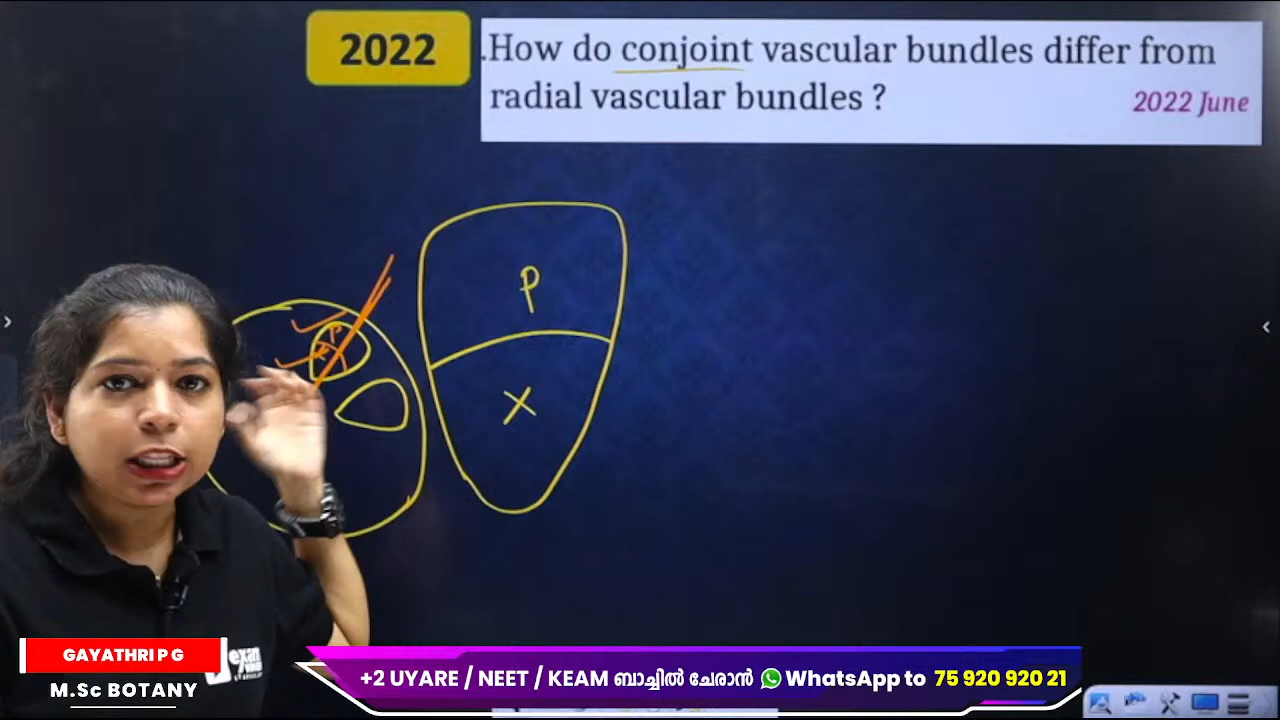 2022
.How do conjoint vascular bundles differ from
radial vascular bundles ?
2022 June
P
X
P
X
exam
GAYATHRI P G
M.Sc BOTANY
+2 UYARE / NEET / KEAM ബാച്ചിൽ ചേരാൻ WhatsApp to 75 920 920 21